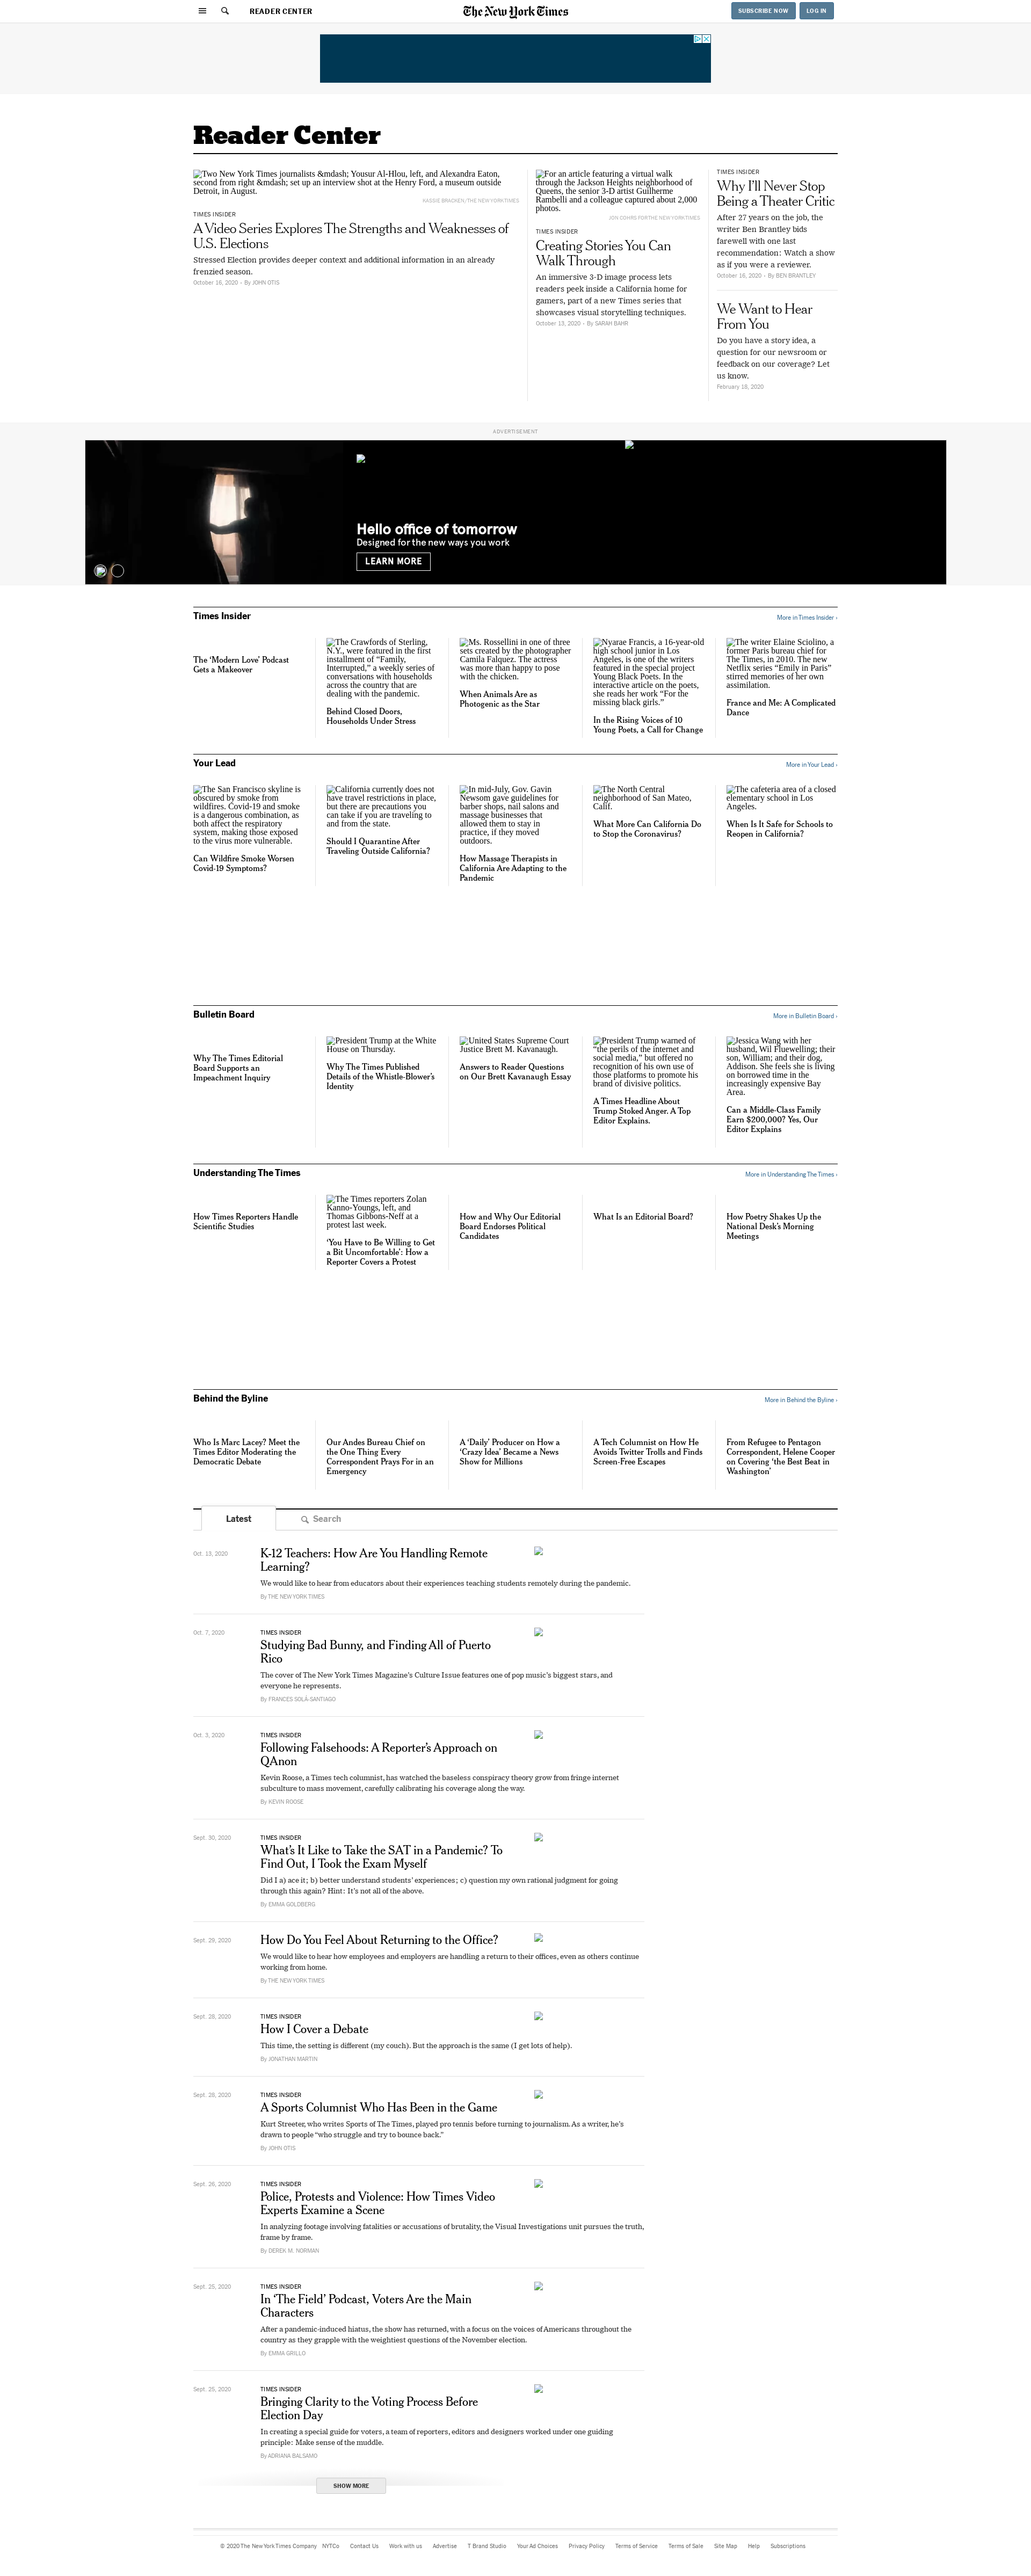 READER CENTER
The New York Times
SUBSCRIBE NOW
LOG IN
Reader Center
Two New York Times journalists &mdash; Yousur Al-Hlou, left, and Alexandra Eaton,
second from right &mdash; set up an interview shot at the Henry Ford, a museum outside
Detroit, in August.
KASSIE BRACKEN/THE NEW YORK TIMES
TIMES INSIDER
A Video Series Explores The Strengths and Weaknesses of
U.S. Elections
Stressed Election provides deeper context and additional information in an already
frenzied season.
October 16, 2020 - By JOHN OTIS
For an article featuring a virtual walk
through the Jackson Heights neighborhood of
Queens, the senior 3-D artist Guilherme
Rambelli and a colleague captured about 2,000
photos.
JON COHRS FOR THE NEW YORK TIMES
TIMES INSIDER
Creating Stories You Can
Walk Through
An immersive 3-D image process lets
readers peek inside a California home for
gamers, part of a new Times series that
showcases visual storytelling techniques.
October 13, 2020 - By SARAH BAHR
TIMES INSIDER
Why I’ll Never Stop
Being a Theater Critic
After 27 years on the job, the
writer Ben Brantley bids
farewell with one last
recommendation: Watch a show
as if you were a reviewer.
October 16, 2020 - By BEN BRANTLEY
We Want to Hear
From You
Do you have a story idea, a
question for our newsroom or
feedback on our coverage? Let
us know.
February 18, 2020
ADVERTISEMENT
Hello office of tomorrow
Designed for the new ways you work
LEARN MORE
Times Insider
More in Times Insider ›
The ‘Modern Love’ Podcast
Gets a Makeover
The Crawfords of Sterling,
N.Y., were featured in the first
installment of “Family,
Interrupted,” a weekly series of
conversations with households
across the country that are
dealing with the pandemic.
Behind Closed Doors,
Households Under Stress
Ms. Rossellini in one of three
sets created by the photographer
Camila Falquez. The actress
was more than happy to pose
with the chicken.
When Animals Are as
Photogenic as the Star
Nyarae Francis, a 16-year-old
high school junior in Los
Angeles, is one of the writers
featured in the special project
Young Black Poets. In the
interactive article on the poets,
she reads her work “For the
missing black girls.”
In the Rising Voices of 10
Young Poets, a Call for Change
The writer Elaine Sciolino, a
former Paris bureau chief for
The Times, in 2010. The new
Netflix series “Emily in Paris”
stirred memories of her own
assimilation.
France and Me: A Complicated
Dance
Your Lead
More in Your Lead ›
The San Francisco skyline is
obscured by smoke from
wildfires. Covid-19 and smoke
is a dangerous combination, as
both affect the respiratory
system, making those exposed
to the virus more vulnerable.
Can Wildfire Smoke Worsen
Covid-19 Symptoms?
California currently does not
have travel restrictions in place,
but there are precautions you
can take if you are traveling to
and from the state.
Should I Quarantine After
Traveling Outside California?
In mid-July, Gov. Gavin
Newsom gave guidelines for
barber shops, nail salons and
massage businesses that
allowed them to stay in
practice, if they moved
outdoors.
How Massage Therapists in
California Are Adapting to the
Pandemic
The North Central
neighborhood of San Mateo,
Calif.
What More Can California Do
to Stop the Coronavirus?
The cafeteria area of a closed
elementary school in Los
Angeles.
When Is It Safe for Schools to
Reopen in California?
Bulletin Board
More in Bulletin Board ›
Why The Times Editorial
Board Supports an
Impeachment Inquiry
President Trump at the White
House on Thursday.
Why The Times Published
Details of the Whistle-Blower’s
Identity
United States Supreme Court
Justice Brett M. Kavanaugh.
Answers to Reader Questions
on Our Brett Kavanaugh Essay
President Trump warned of
“the perils of the internet and
social media,” but offered no
recognition of his own use of
those platforms to promote his
brand of divisive politics.
A Times Headline About
Trump Stoked Anger. A Top
Editor Explains.
Jessica Wang with her
husband, Wil Fluewelling; their
son, William; and their dog,
Addison. She feels she is living
on borrowed time in the
increasingly expensive Bay
Area.
Can a Middle-Class Family
Earn $200,000? Yes, Our
Editor Explains
Understanding The Times
More in Understanding The Times ›
How Times Reporters Handle
Scientific Studies
The Times reporters Zolan
Kanno-Youngs, left, and
Thomas Gibbons-Neff at a
protest last week.
‘You Have to Be Willing to Get
a Bit Uncomfortable’: How a
Reporter Covers a Protest
How and Why Our Editorial
Board Endorses Political
Candidates
What Is an Editorial Board?
How Poetry Shakes Up the
National Desk’s Morning
Meetings
Behind the Byline
More in Behind the Byline ›
Who Is Marc Lacey? Meet the
Times Editor Moderating the
Democratic Debate
Our Andes Bureau Chief on
the One Thing Every
Correspondent Prays For in an
Emergency
A ‘Daily’ Producer on How a
‘Crazy Idea’ Became a News
Show for Millions
A Tech Columnist on How He
Avoids Twitter Trolls and Finds
Screen-Free Escapes
From Refugee to Pentagon
Correspondent, Helene Cooper
on Covering ‘the Best Beat in
Washington’
Latest
Search
Oct. 13, 2020
K-12 Teachers: How Are You Handling Remote
Learning?
We would like to hear from educators about their experiences teaching students remotely during the pandemic.
By THE NEW YORK TIMES
Oct. 7, 2020
TIMES INSIDER
Studying Bad Bunny, and Finding All of Puerto
Rico
The cover of The New York Times Magazine’s Culture Issue features one of pop music’s biggest stars, and
everyone he represents.
By FRANCES SOLÁ-SANTIAGO
Oct. 3, 2020
TIMES INSIDER
Following Falsehoods: A Reporter’s Approach on
QAnon
Kevin Roose, a Times tech columnist, has watched the baseless conspiracy theory grow from fringe internet
subculture to mass movement, carefully calibrating his coverage along the way.
By KEVIN ROOSE
Sept. 30, 2020
TIMES INSIDER
What’s It Like to Take the SAT in a Pandemic? To
Find Out, I Took the Exam Myself
Did I a) ace it; b) better understand students’ experiences; c) question my own rational judgment for going
through this again? Hint: It’s not all of the above.
By EMMA GOLDBERG
Sept. 29, 2020
How Do You Feel About Returning to the Office?
We would like to know how employees and employers are handling a return to their offices, even as others continue
working from home.
By THE NEW YORK TIMES
Sept. 28, 2020
TIMES INSIDER
How I Cover a Debate
This time, the setting is different (my couch). But the approach is the same (I get lots of help).
By JONATHAN MARTIN
Sept. 28, 2020
TIMES INSIDER
A Sports Columnist Who Has Been in the Game
Kurt Streeter, who writes Sports of The Times, played pro tennis before turning to journalism. As a writer, he’s
drawn to people “who struggle and try to bounce back.”
By JOHN OTIS
Sept. 26, 2020
TIMES INSIDER
Police, Protests and Violence: How Times Video
Experts Examine a Scene
In analyzing footage involving fatalities or accusations of brutality, the Visual Investigations unit pursues the truth,
frame by frame.
By DEREK M. NORMAN
Sept. 25, 2020
TIMES INSIDER
In ‘The Field’ Podcast, Voters Are the Main
Characters
After a pandemic-induced hiatus, the show has returned, with a focus on the voices of Americans throughout the
country as they grapple with the weightiest questions of the November election.
By EMMA GRILLO
Sept. 25, 2020
TIMES INSIDER
Bringing Clarity to the Voting Process Before
Election Day
In creating a special guide for voters, a team of reporters, editors and designers worked under one guiding
principle: Make sense of the muddle.
By ADRIANA BALSAMO
SHOW MORE
© 2020 The New York Times Company NYTCo Contact Us Work with us Advertise T Brand Studio Your Ad Choices Privacy Policy Terms of Service Terms of Sale Site Map Help Subscriptions